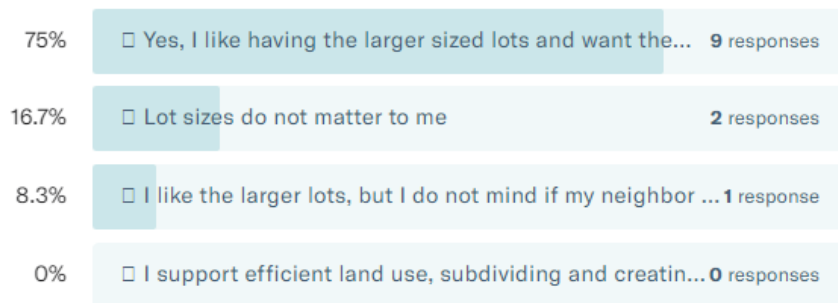 75% □ Yes, I like having the larger sized lots and want the... 9 responses
16.7% □ Lot sizes do not matter to me 2 responses
8.3% □ I like the larger lots, but I do not mind if my neighbor ... 1 response
0% □ I support efficient land use, subdividing and creatin... 0 responses